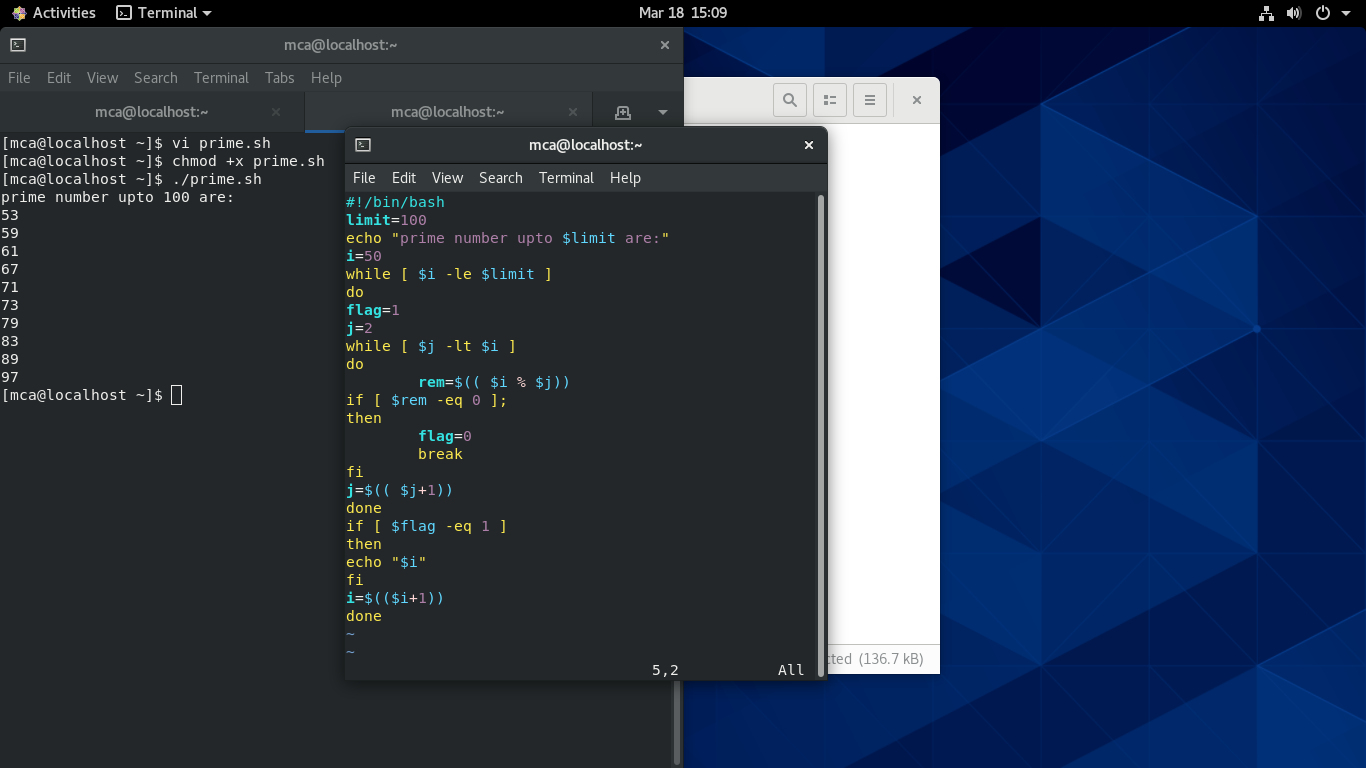 Activities Terminal Mar 18 15:09
mca@localhost:~
File Edit View Search Terminal Tabs Help
mca@localhost:~ mca@localhost:~
[mca@localhost ~]$ vi prime.sh
[mca@localhost ~]$ chmod +x prime.sh
[mca@localhost ~]$ ./prime.sh
prime number upto 100 are:
53
59
61
67
71
73
79
83
89
97
[mca@localhost ~]$
mca@localhost:~
File Edit View Search Terminal Help
#!/bin/bash
limit=100
echo "prime number upto $limit are:"
i=50
while [ $i -le $limit ]
do
flag=1
j=2
while [ $j -lt $i ]
do
        rem=$(( $i % $j))
if [ $rem -eq 0 ];
then
        flag=0
        break
fi
j=$(( $j+1))
done
if [ $flag -eq 1 ]
then
echo "$i"
fi
i=$(($i+1))
done
~
~
5,2 All
(136.7 kB)